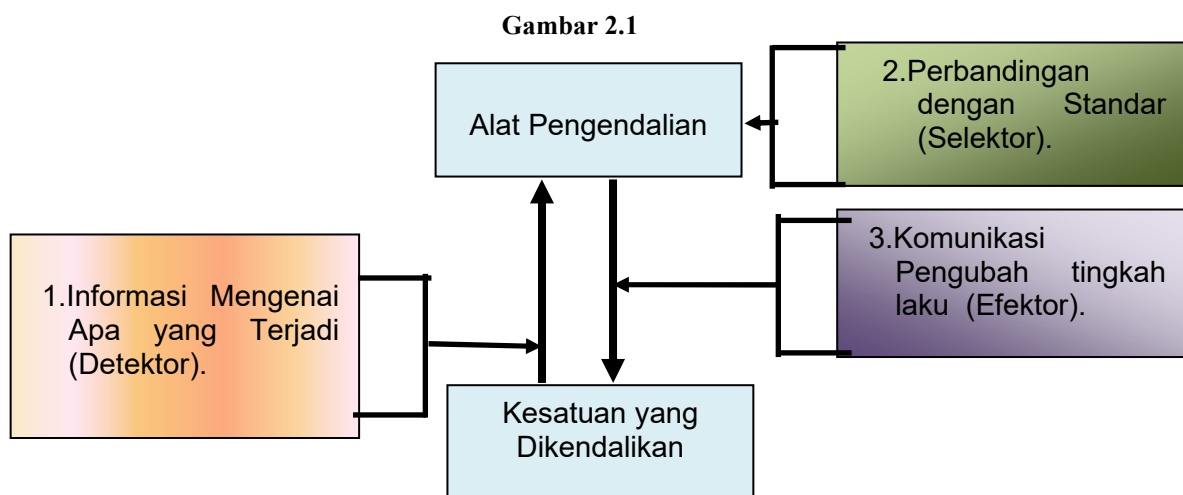 Gambar 2.1
Alat Pengendalian
2.Perbandingan
dengan Standar
(Selektor).
1.Informasi Mengenai
Apa yang Terjadi
(Detektor).
3.Komunikasi
Pengubah tingkah
laku (Efektor).
Kesatuan yang
Dikendalikan